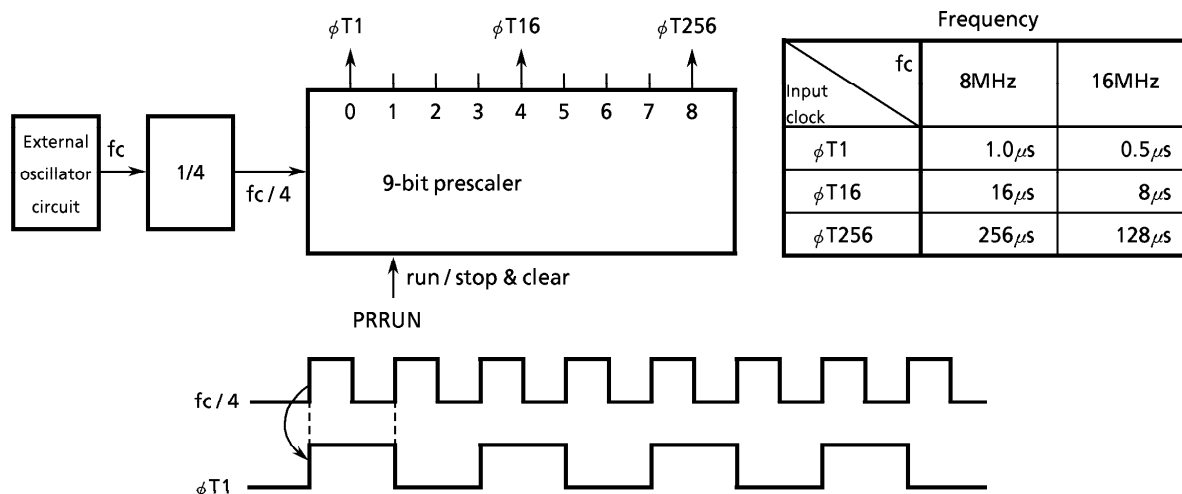 φT1 φT16 φT256
0 1 2 3 4 5 6 7 8
External
oscillator
circuit
fc
1/4
fc / 4
9-bit prescaler
run / stop & clear
PRRUN
Frequency
fc
Input
clock
8MHz 16MHz
φT1 1.0μs 0.5μs
φT16 16μs 8μs
φT256 256μs 128μs
fc / 4
φT1